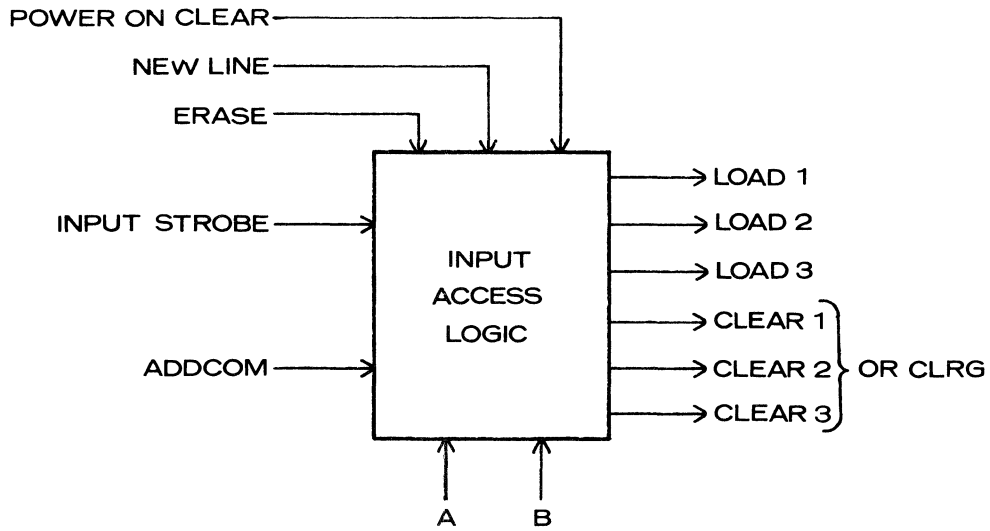 POWER ON CLEAR
NEW LINE
ERASE
INPUT STROBE
ADDCOM
INPUT
ACCESS
LOGIC
LOAD 1
LOAD 2
LOAD 3
CLEAR 1
CLEAR 2
CLEAR 3
OR CLRG
A
B